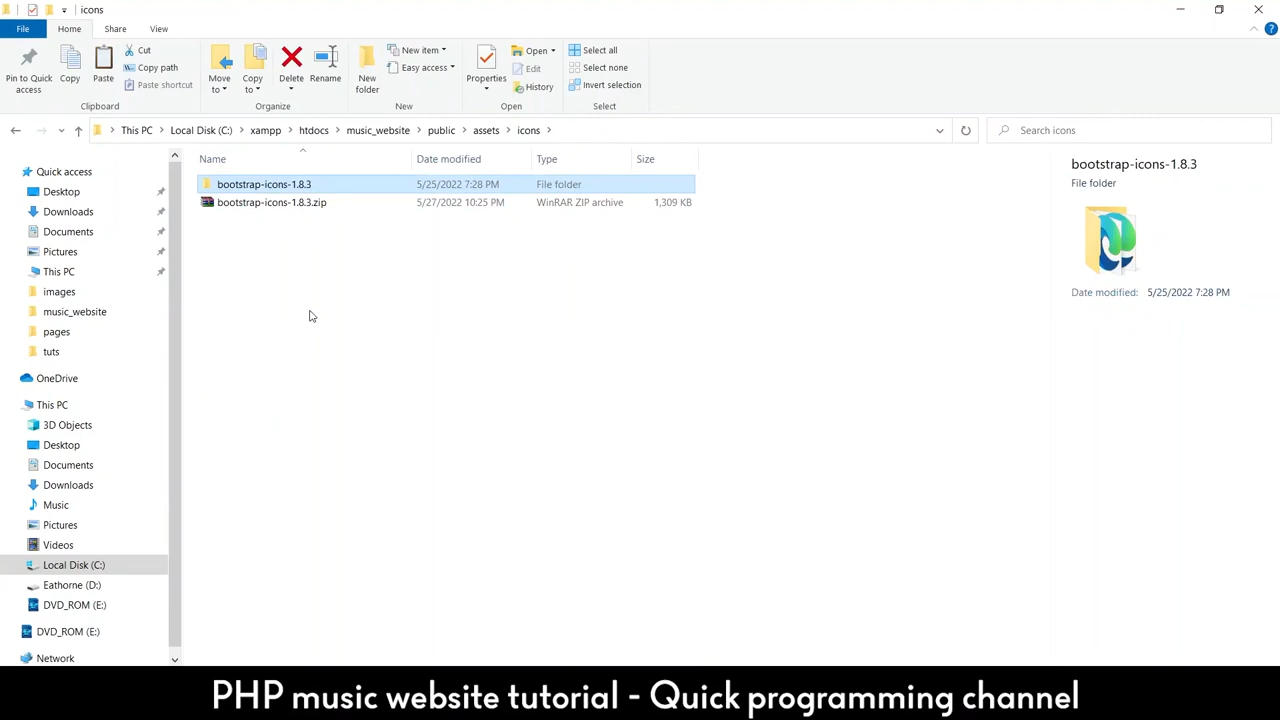 icons
File Home Share View
Pin to Quick access
Copy
Paste
Cut
Copy path
Paste shortcut
Clipboard
Move to
Copy to
Delete
Rename
Organize
New folder
New item
Easy access
New
Properties
Open
Edit
History
Open
Select all
Select none
Invert selection
Select
This PC > Local Disk (C:) > xampp > htdocs > music_website > public > assets > icons >
Search icons
Quick access
Desktop
Downloads
Documents
Pictures
This PC
images
music_website
pages
tuts
OneDrive
This PC
3D Objects
Desktop
Documents
Downloads
Music
Pictures
Videos
Local Disk (C:)
Eathorne (D:)
DVD_ROM (E:)
DVD_ROM (E:)
Network
Name Date modified Type Size
bootstrap-icons-1.8.3 5/25/2022 7:28 PM File folder
bootstrap-icons-1.8.3.zip 5/27/2022 10:25 PM WinRAR ZIP archive 1,309 KB
bootstrap-icons-1.8.3
File folder
Date modified: 5/25/2022 7:28 PM
PHP music website tutorial - Quick programming channel